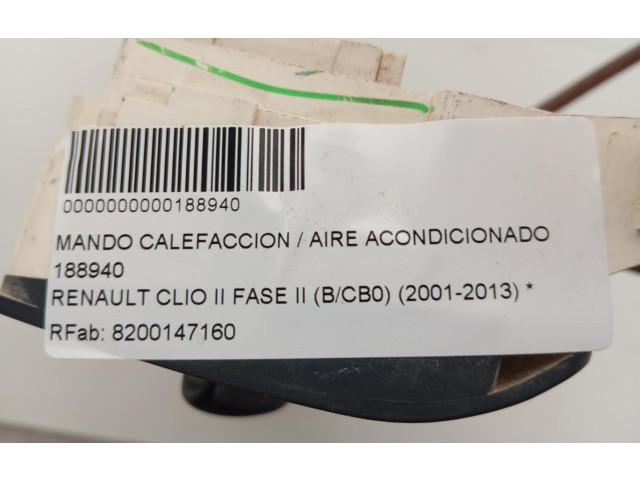 0000000000188940
MANDO CALEFACCION / AIRE ACONDICIONADO
188940
RENAULT CLIO II FASE II (B/CB0) (2001-2013) *
RFab: 8200147160